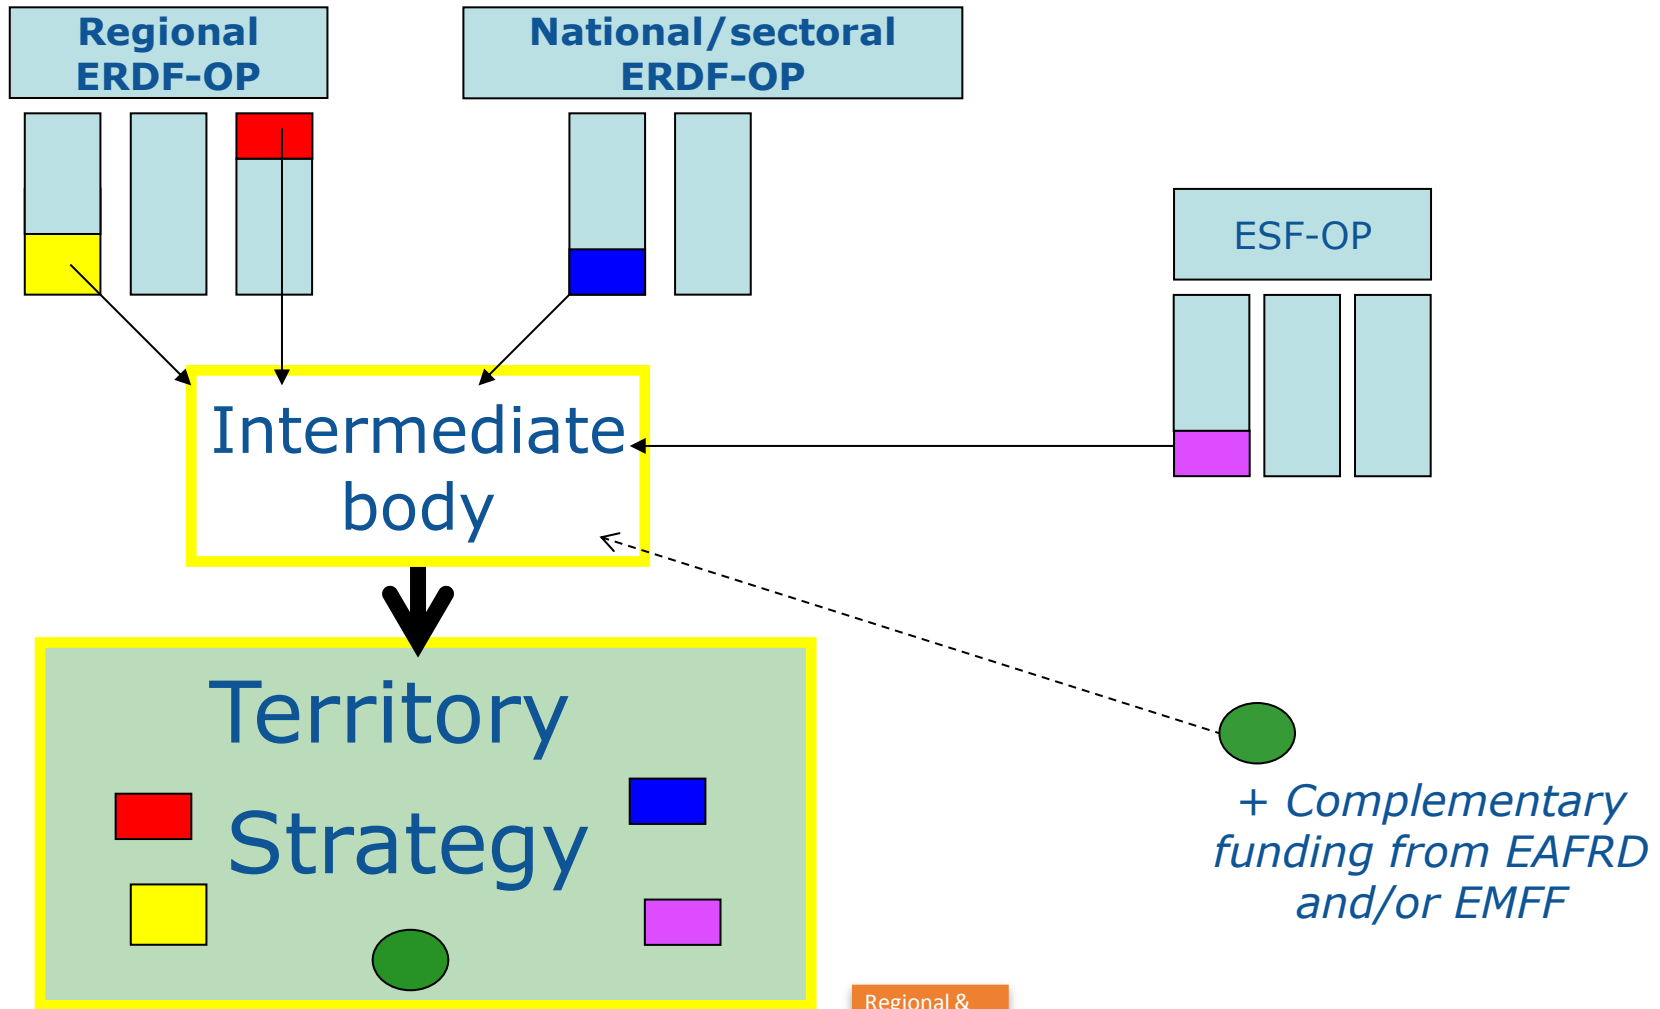 Regional
ERDF-OP
National/sectoral
ERDF-OP
ESF-OP
Intermediate
body
Territory
Strategy
+ Complementary
funding from EAFRD
and/or EMFF
Regional &